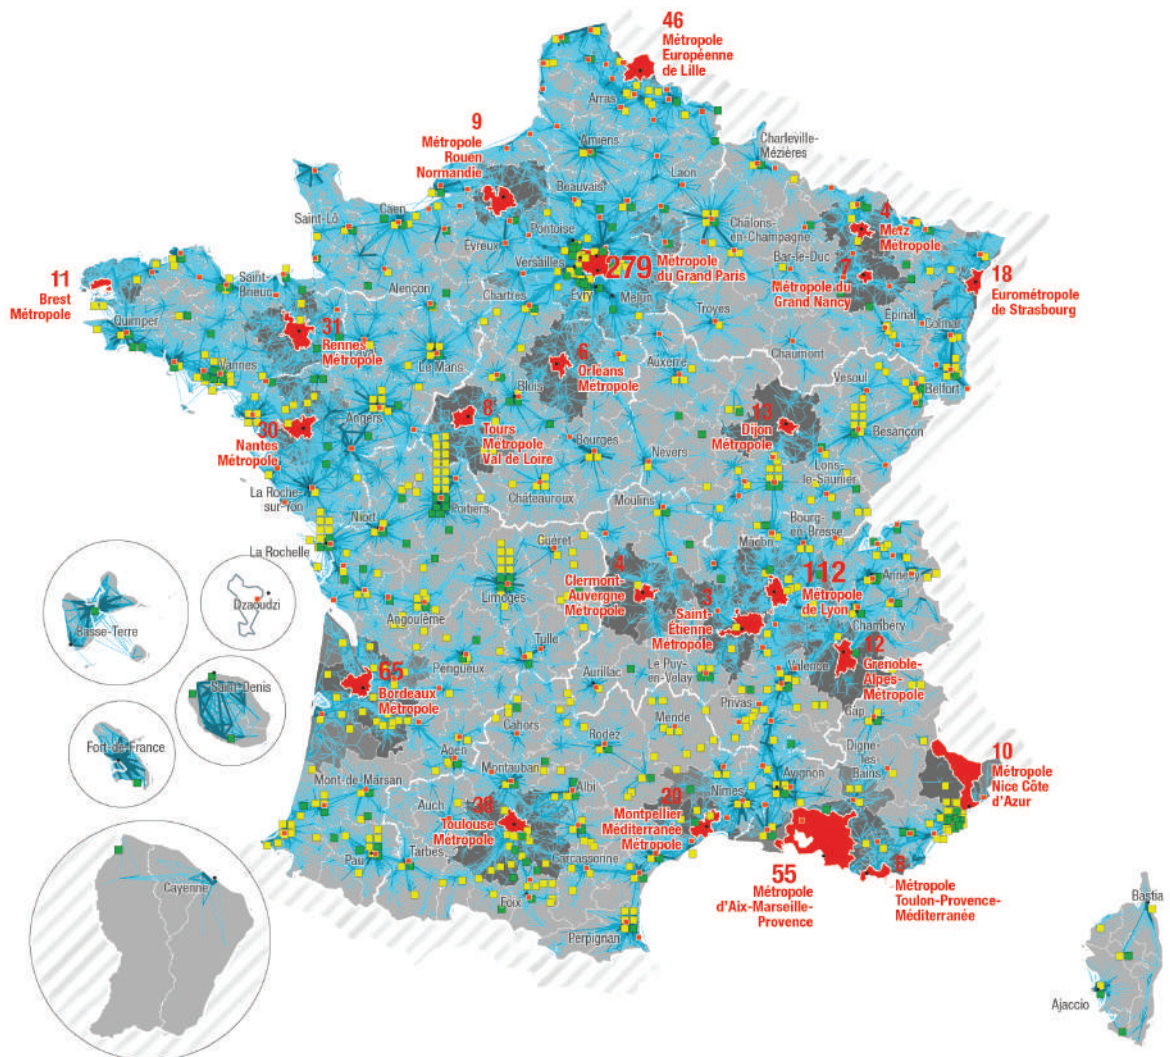 46
Métropole
Européenne
de Lille
Arras
9
Métropole
Rouen
Normandie
Amiens
Charleville-
Mézières
Laon
Beauvais
Saint-Lô
Caen
Pontoise
Evreux
Versailles
279
Métropole
du Grand Paris
Evry
Melun
Châlons-
en-Champagne
Bar-le-Duc
4
Metz
Métropole
7
Métropole du
Grand Nancy
18
Eurométropole
de Strasbourg
11
Brest
Métropole
Saint-
Brieuc
Quimper
Alençon
Chartres
Troyes
Épinal
Colmar
31
Rennes
Métropole
Laval
Le Mans
Vannes
6
Orléans
Métropole
Blois
Auxerre
Chaumont
Vesoul
Belfort
30
Nantes
Métropole
Angers
8
Tours
Métropole
Val de Loire
Bourges
Nevers
13
Dijon
Métropole
Besançon
Lons-
le-Saunier
La Roche-
sur-Yon
Niort
Poitiers
Châteauroux
Moulins
Bourg-
en-Bresse
Mâcon
La Rochelle
Guéret
Limoges
Angoulême
4
Clermont-
Auvergne
Métropole
3
Saint-
Étienne
Métropole
112
Métropole
de Lyon
Annecy
Chambéry
Basse-Terre
Dzaoudzi
Saint-Denis
Fort-de-France
65
Bordeaux
Métropole
Périgueux
Tulle
Aurillac
Le Puy-
en-Velay
Valence
12
Grenoble-
Alpes-
Métropole
Privas
Gap
Mende
Cahors
Rodez
Agen
Montauban
Albi
Mont-de-Marsan
Auch
Toulouse
Métropole
20
Montpellier
Méditerranée
Métropole
Nîmes
Avignon
Digne-
les-
Bains
10
Métropole
Nice Côte
d'Azur
Pau
Tarbes
Carcassonne
Foix
Perpignan
55
Métropole
d'Aix-Marseille-
Provence
8
Métropole
Toulon-Provence-
Méditerranée
Cayenne
Bastia
Ajaccio